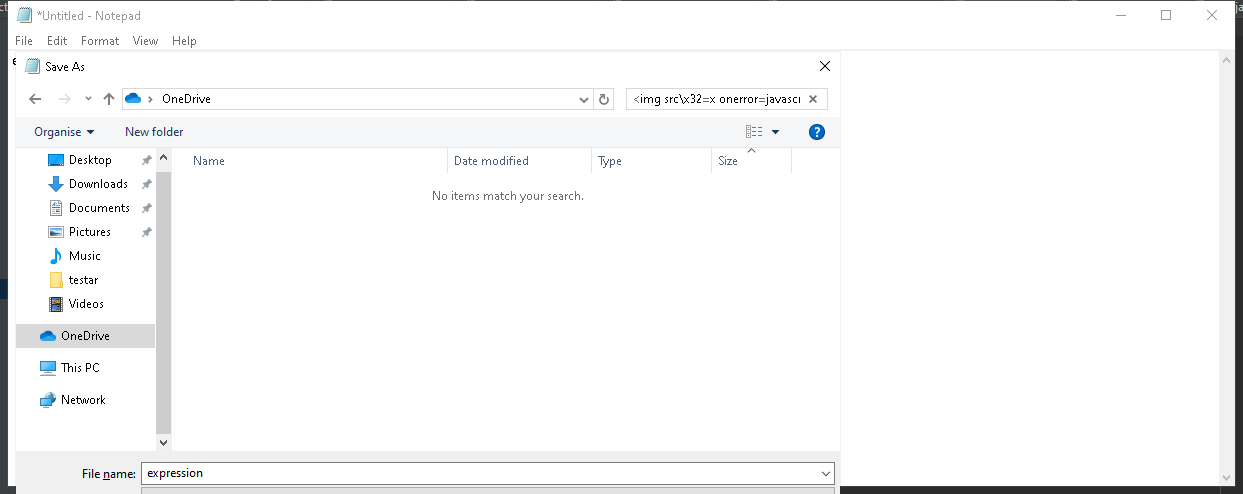 *Untitled - Notepad
File Edit Format View Help
Save As
OneDrive
<img src\x32=x onerror=javascr
Organise New folder
Name Date modified Type Size
No items match your search.
Desktop
Downloads
Documents
Pictures
Music
testar
Videos
OneDrive
This PC
Network
File name: expression